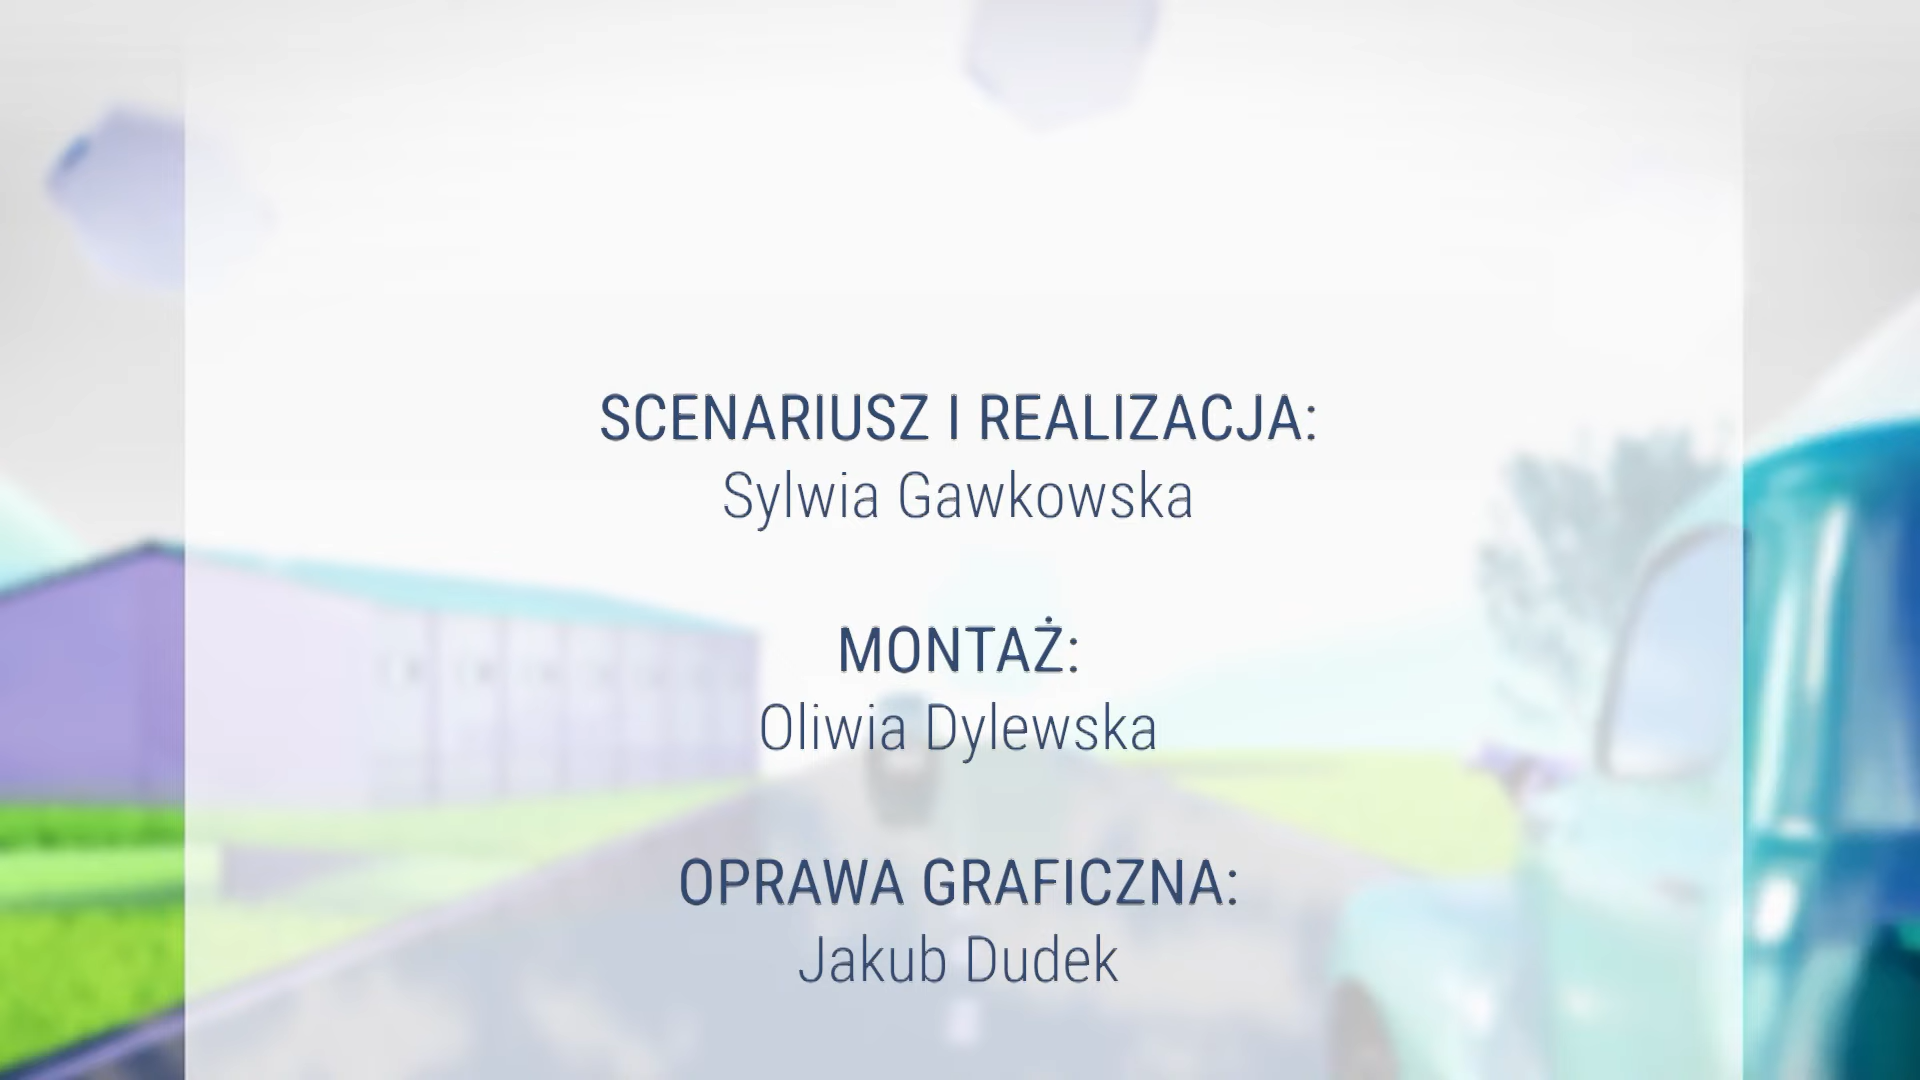 SCENARIUSZ I REALIZACJA:
Sylwia Gawkowska
MONTAŻ:
Oliwia Dylewska
OPRAWA GRAFICZNA:
Jakub Dudek